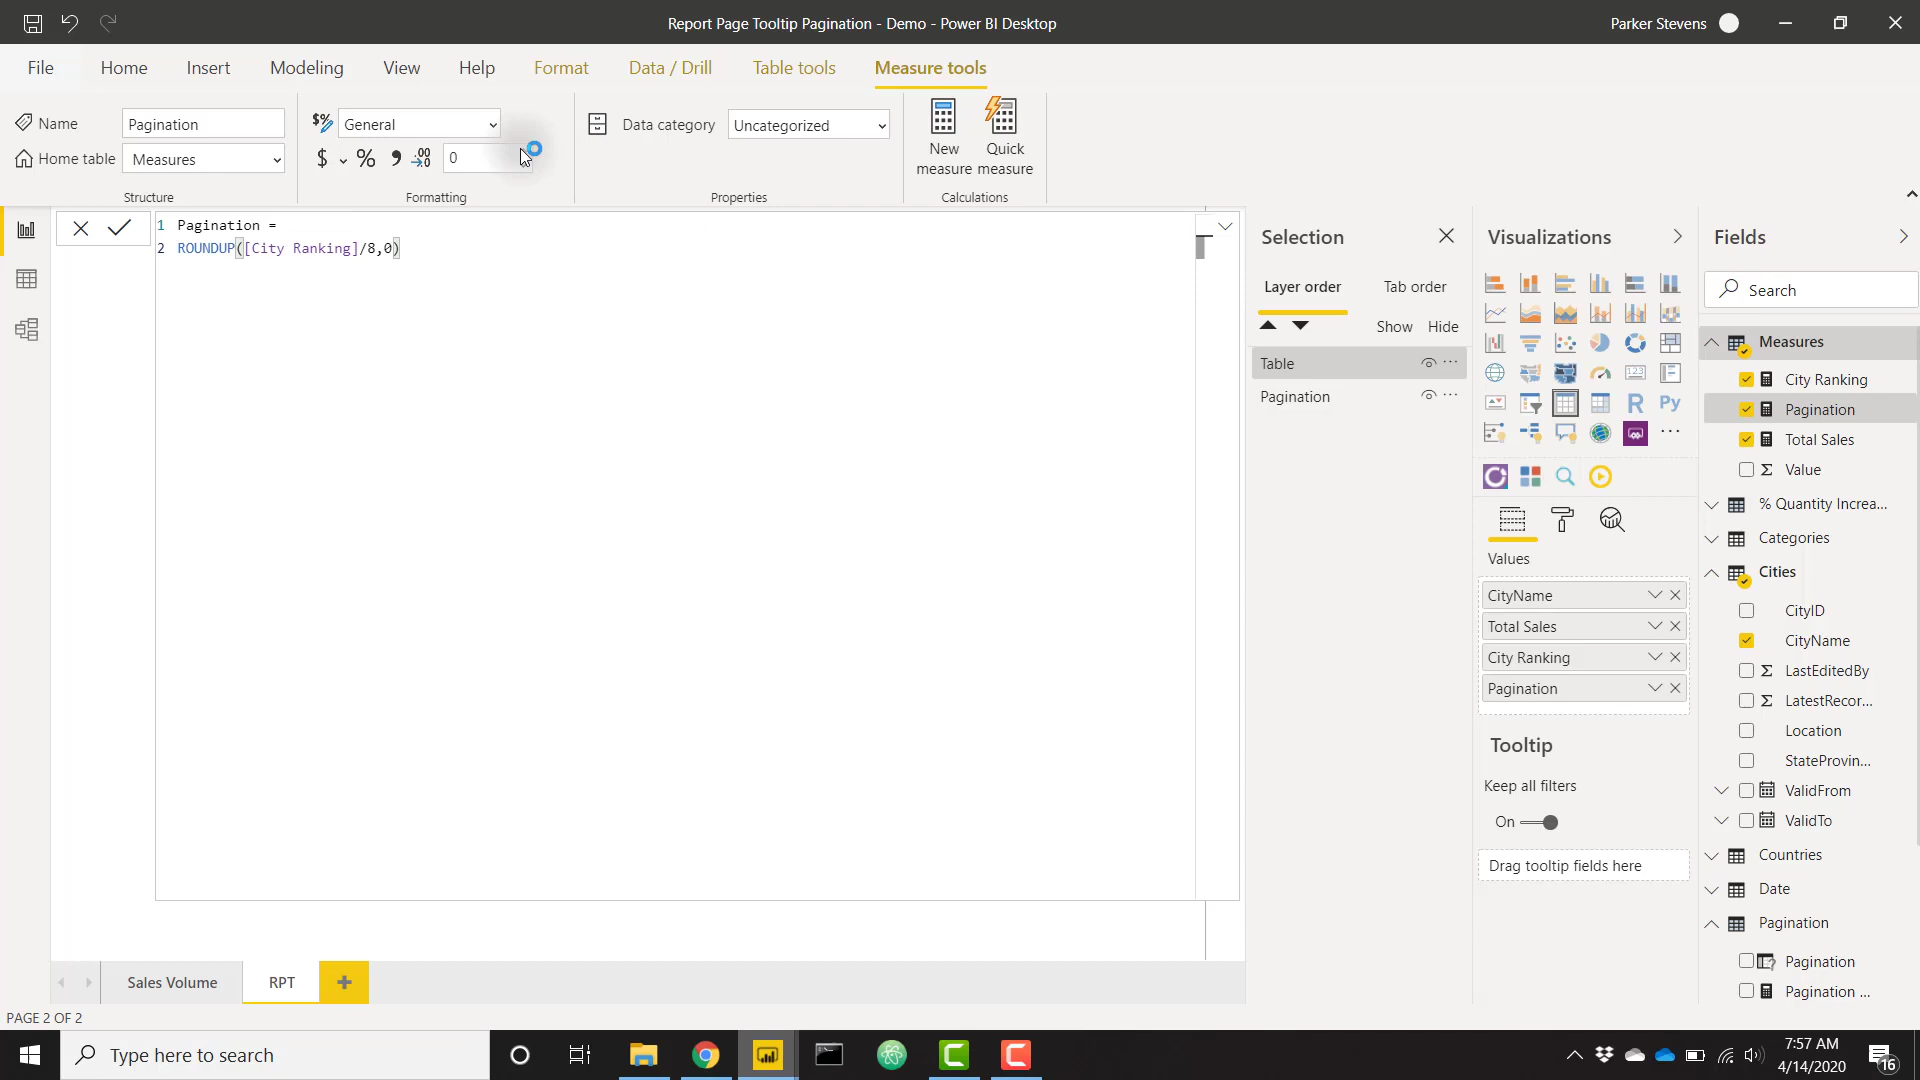 Report Page Tooltip Pagination - Demo - Power BI Desktop
Parker Stevens
File
Home
Insert
Modeling
View
Help
Format
Data / Drill
Table tools
Measure tools
Name
Pagination
Home table
Measures
Structure
General
$
%
0
Formatting
Data category
Uncategorized
Properties
New measure
Quick measure
Calculations
1 Pagination =
2 ROUNDUP([City Ranking]/8,0)
Selection
Layer order
Tab order
Show
Hide
Table
Pagination
Visualizations
R
Py
Values
CityName
Total Sales
City Ranking
Pagination
Tooltip
Keep all filters
On
Drag tooltip fields here
Fields
Search
Measures
City Ranking
Pagination
Total Sales
Value
% Quantity Increa...
Categories
Cities
CityID
CityName
LastEditedBy
LatestRecor...
Location
StateProvin...
ValidFrom
ValidTo
Countries
Date
Pagination
Pagination
Pagination ...
Sales Volume
RPT
PAGE 2 OF 2
Type here to search
7:57 AM
4/14/2020
16